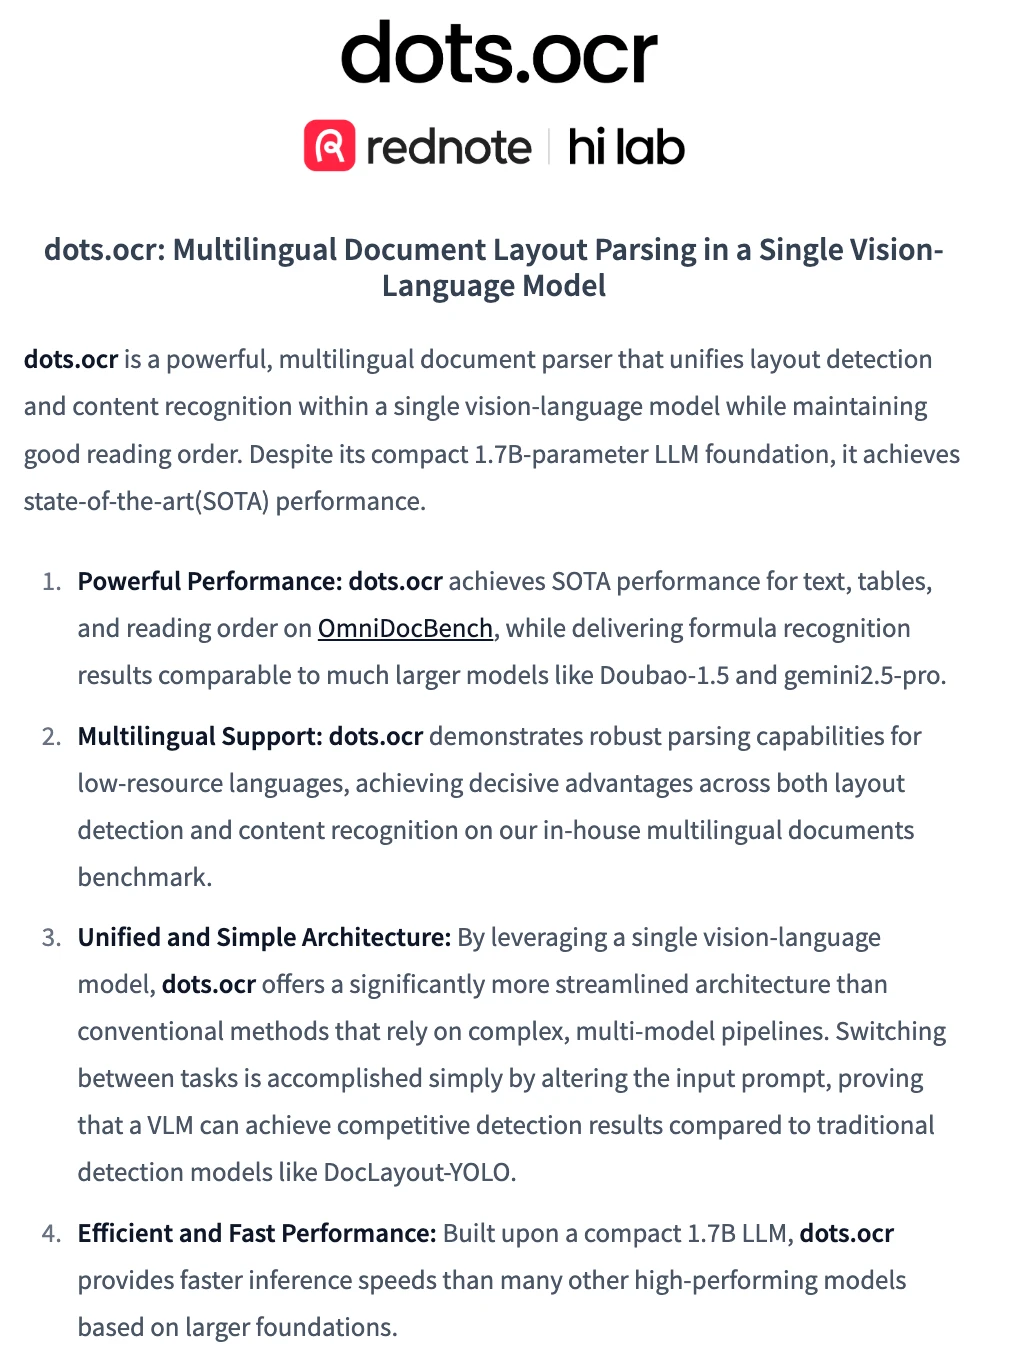 dots.ocr
rednote hi lab
dots.ocr: Multilingual Document Layout Parsing in a Single Vision-
Language Model
dots.ocr is a powerful, multilingual document parser that unifies layout detection
and content recognition within a single vision-language model while maintaining
good reading order. Despite its compact 1.7B-parameter LLM foundation, it achieves
state-of-the-art(SOTA) performance.
1. Powerful Performance: dots.ocr achieves SOTA performance for text, tables,
and reading order on OmniDocBench, while delivering formula recognition
results comparable to much larger models like Doubao-1.5 and gemini2.5-pro.
2. Multilingual Support: dots.ocr demonstrates robust parsing capabilities for
low-resource languages, achieving decisive advantages across both layout
detection and content recognition on our in-house multilingual documents
benchmark.
3. Unified and Simple Architecture: By leveraging a single vision-language
model, dots.ocr offers a significantly more streamlined architecture than
conventional methods that rely on complex, multi-model pipelines. Switching
between tasks is accomplished simply by altering the input prompt, proving
that a VLM can achieve competitive detection results compared to traditional
detection models like DocLayout-YOLO.
4. Efficient and Fast Performance: Built upon a compact 1.7B LLM, dots.ocr
provides faster inference speeds than many other high-performing models
based on larger foundations.